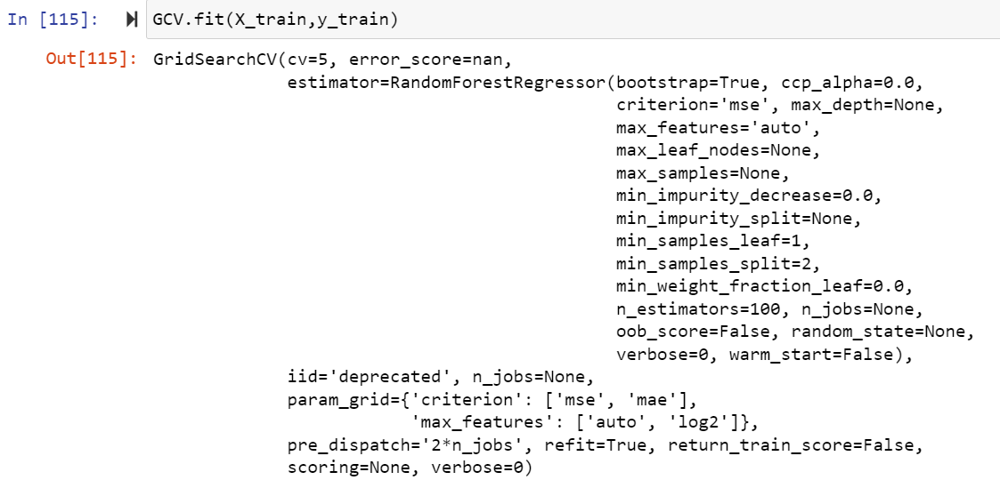 In [115]: GCV.fit(X_train,y_train)
Out[115]: GridSearchCV(cv=5, error_score=nan,
estimator=RandomForestRegressor(bootstrap=True, ccp_alpha=0.0,
criterion='mse', max_depth=None,
max_features='auto',
max_leaf_nodes=None,
max_samples=None,
min_impurity_decrease=0.0,
min_impurity_split=None,
min_samples_leaf=1,
min_samples_split=2,
min_weight_fraction_leaf=0.0,
n_estimators=100, n_jobs=None,
oob_score=False, random_state=None,
verbose=0, warm_start=False),
iid='deprecated', n_jobs=None,
param_grid={'criterion': ['mse', 'mae'],
'max_features': ['auto', 'log2']},
pre_dispatch='2*n_jobs', refit=True, return_train_score=False,
scoring=None, verbose=0)